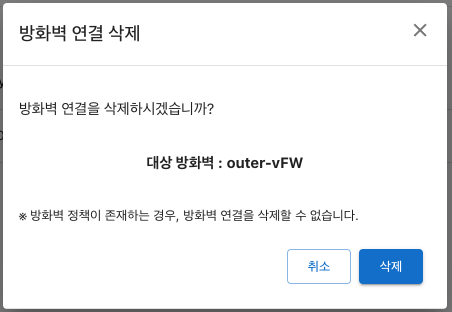 방화벽 연결 삭제
방화벽 연결을 삭제하시겠습니까?
대상 방화벽 : outer-vFW
※ 방화벽 정책이 존재하는 경우, 방화벽 연결을 삭제할 수 없습니다.
취소
삭제